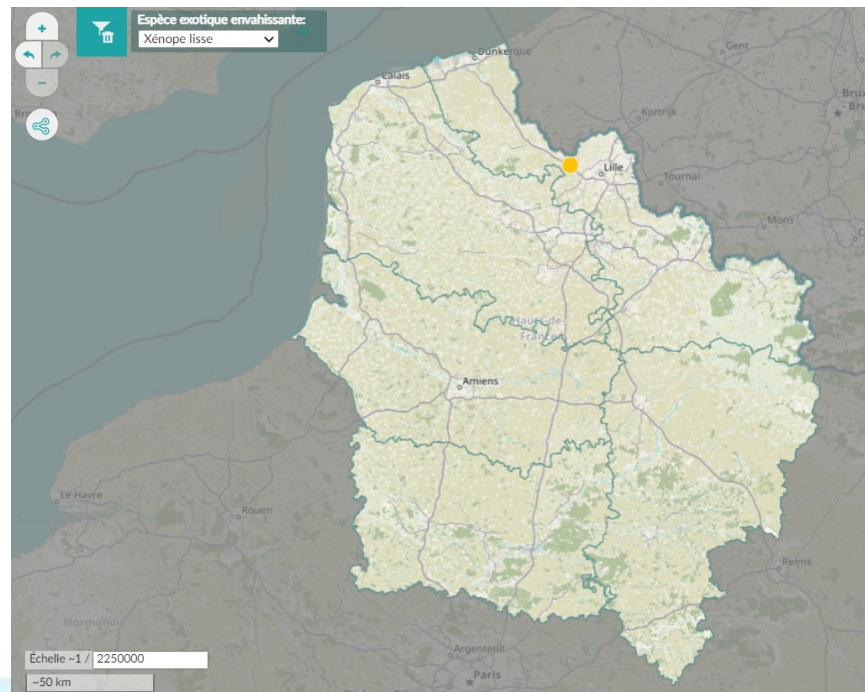 +
-
Espèce exotique envahissante:
Xénope lisse
Dunkerque
Calais
Gent
Kortrijk
Lille
Tournai
Mons
Hauts-de-
France
Amiens
Le Havre
Rouen
Reims
Normandie
Argenteuil
Paris
Échelle ~1 / 2250000
~50 km